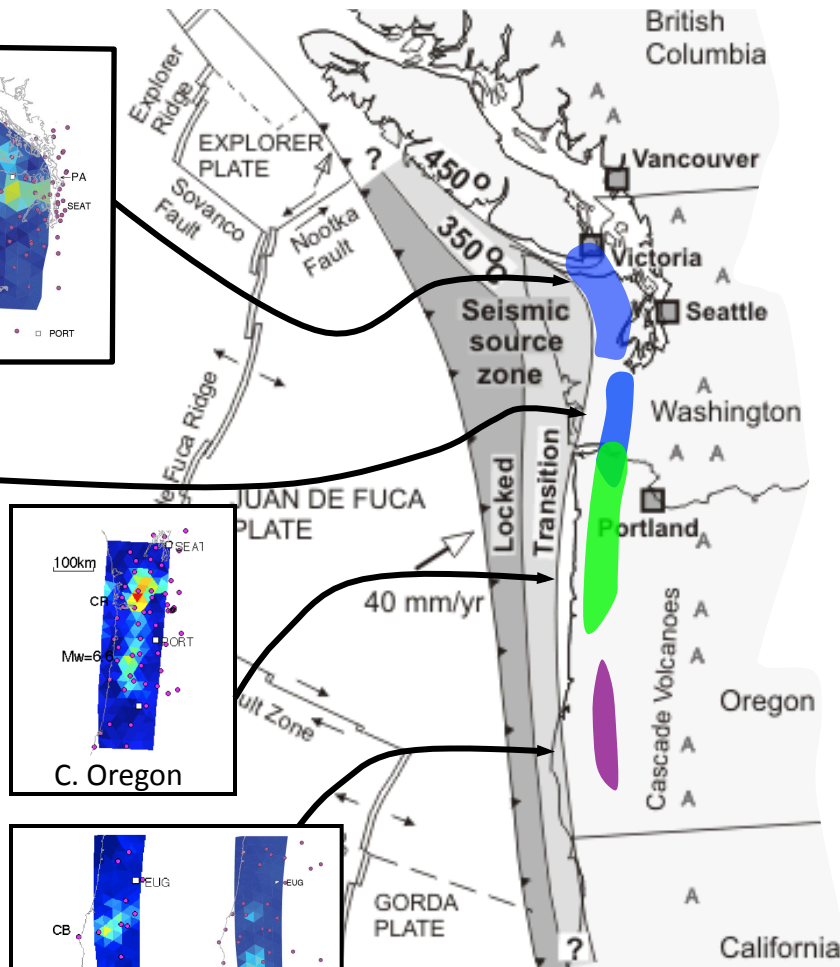 British
Columbia
Explorer
Ridge
EXPLORER
PLATE
?
450°
Vancouver
PA
SEAT
Sovanco
Fault
Nootka
Fault
350°C
Victoria
Seismic
source
zone
Seattle
PORT
Washington
de Fuca Ridge
Locked
Transition
JUAN DE FUCA
PLATE
Portland
SEAT
100km
CR
PORT
Mw=6.6
C. Oregon
40 mm/yr
Cascade Volcanoes
Oregon
ult Zone
EUG
EUG
CB
GORDA
PLATE
?
California
A
A
A
A
A
A
A
A
A
A
A
A
A
A